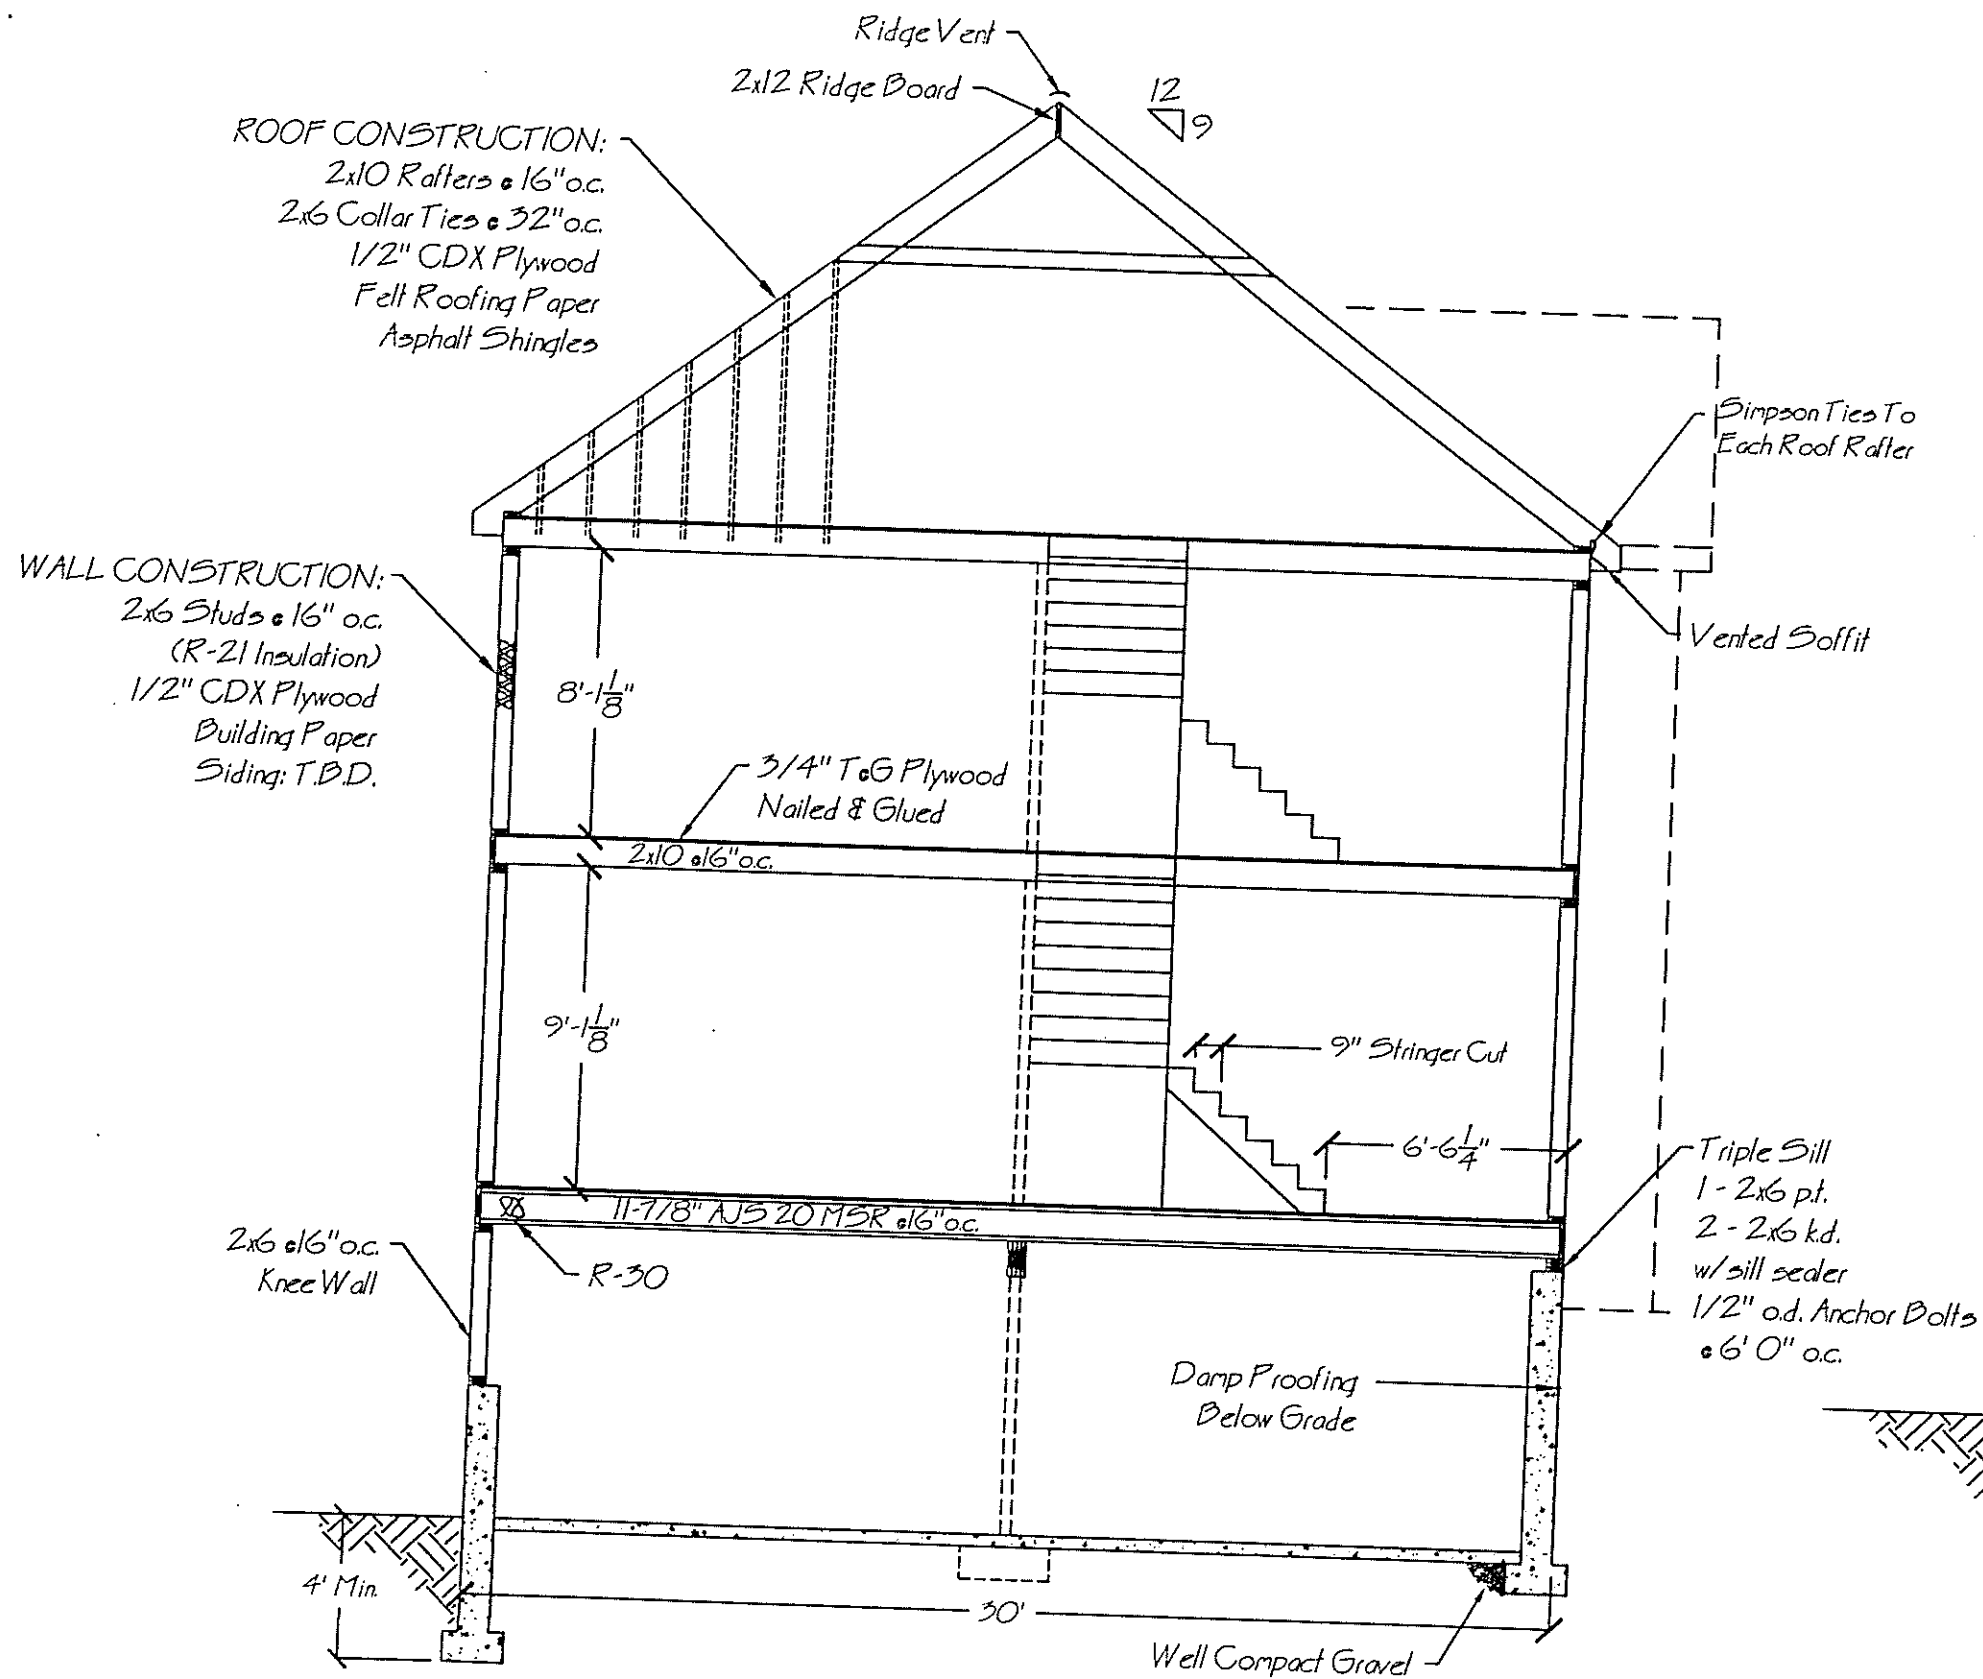 Ridge Vent
2x12 Ridge Board
12
9
ROOF CONSTRUCTION:
2x10 Rafters @ 16" o.c.
2x6 Collar Ties @ 32" o.c.
1/2" CDX Plywood
Felt Roofing Paper
Asphalt Shingles
Simpson Ties To
Each Roof Rafter
WALL CONSTRUCTION:
2x6 Studs @ 16" o.c.
(R-21 Insulation)
1/2" CDX Plywood
Building Paper
Siding: T.B.D.
Vented Soffit
8'-1 1/8"
3/4" T&G Plywood
Nailed & Glued
2x10 @16" o.c.
9'-1 1/8"
9" Stringer Cut
6'-6 1/4"
Triple Sill
1 - 2x6 p.t.
2 - 2x6 k.d.
w/ sill sealer
1/2" o.d. Anchor Bolts
@ 6' 0" o.c.
11-7/8" AJS 20 MSR @16" o.c.
2x6 @16" o.c.
Knee Wall
R-30
Damp Proofing
Below Grade
4' Min.
30'
Well Compact Gravel